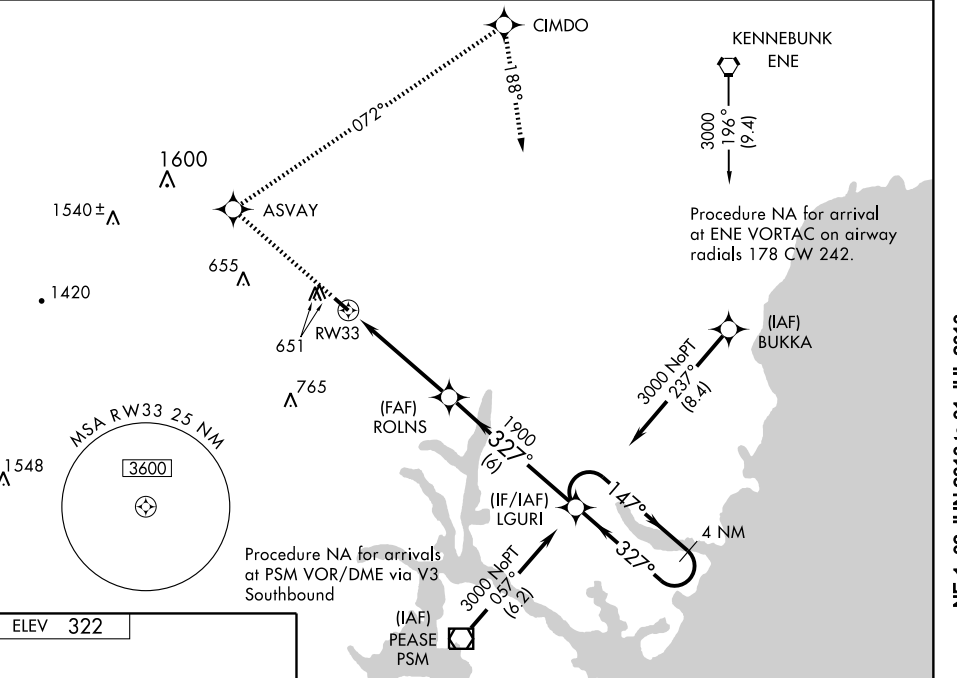 CIMDO
KENNEBUNK
ENE
188°
072°
3000
196°
(9.4)
1600
1540±
ASVAY
Procedure NA for arrival
at ENE VORTAC on airway
radials 178 CW 242.
655
1420
RW33
651
(IAF)
BUKKA
3000 NoPT
237°
(8.4)
765
(FAF)
ROLNS
MSA RW33 25 NM
3600
1548
1900
327°
(6)
(IF/IAF)
LGURI
147°
4 NM
327°
Procedure NA for arrivals
at PSM VOR/DME via V3
Southbound
3000 NoPT
057°
(6.2)
(IAF)
PEASE
PSM
ELEV 322